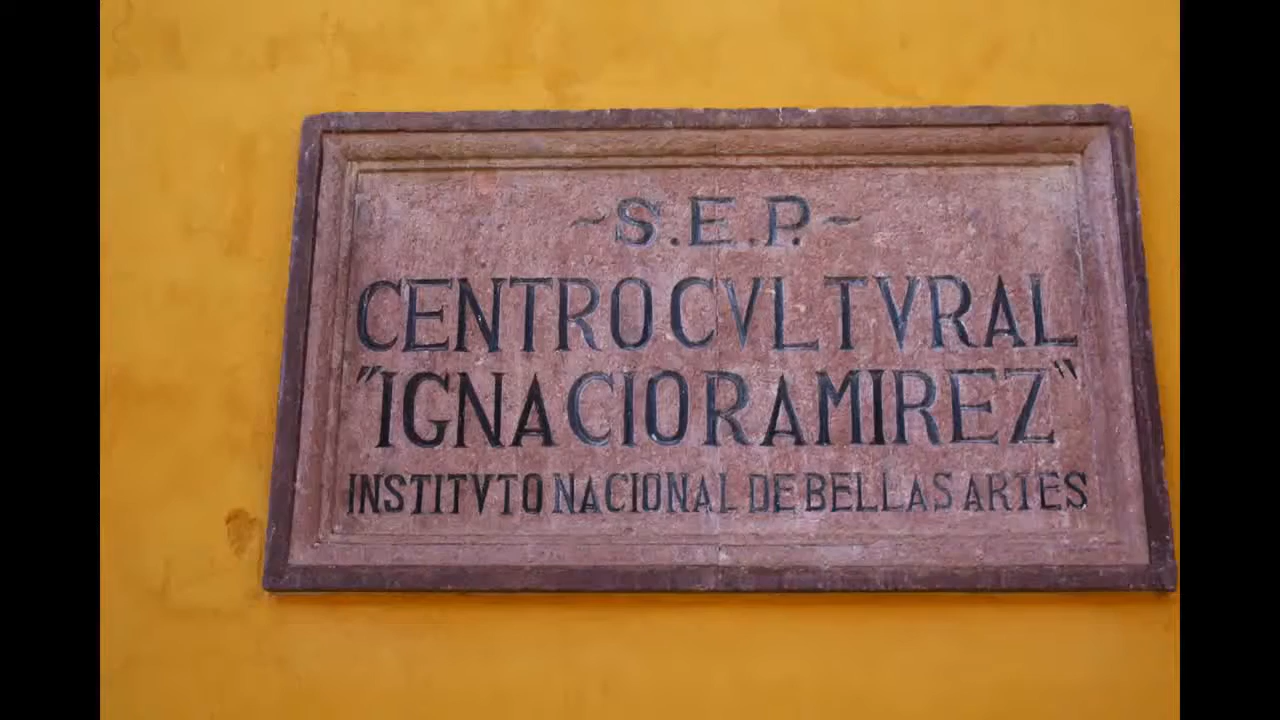 ~S.E.P.~
CENTRO CVLTVRAL
"IGNACIO RAMIREZ"
INSTITVTO NACIONAL DE BELLAS ARTES